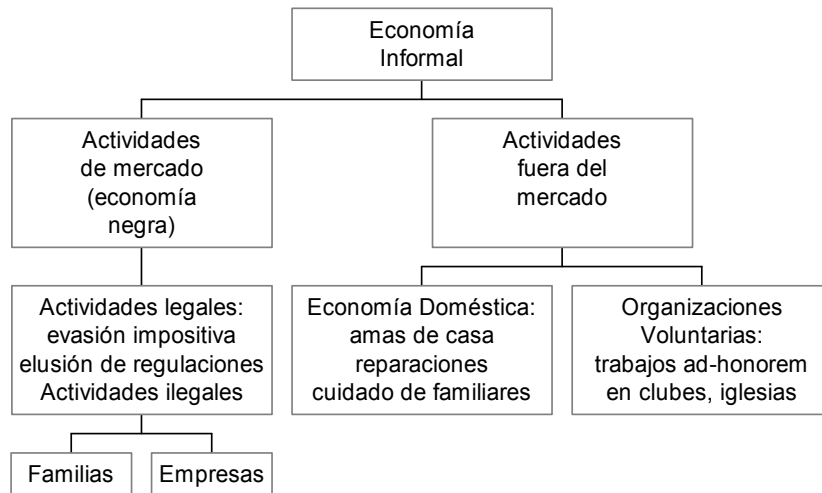 Economía
Informal
Actividades
de mercado
(economía
negra)
Actividades
fuera del
mercado
Actividades legales:
evasión impositiva
elusión de regulaciones
Actividades ilegales
Economía Doméstica:
amas de casa
reparaciones
cuidado de familiares
Organizaciones
Voluntarias:
trabajos ad-honorem
en clubes, iglesias
Familias
Empresas